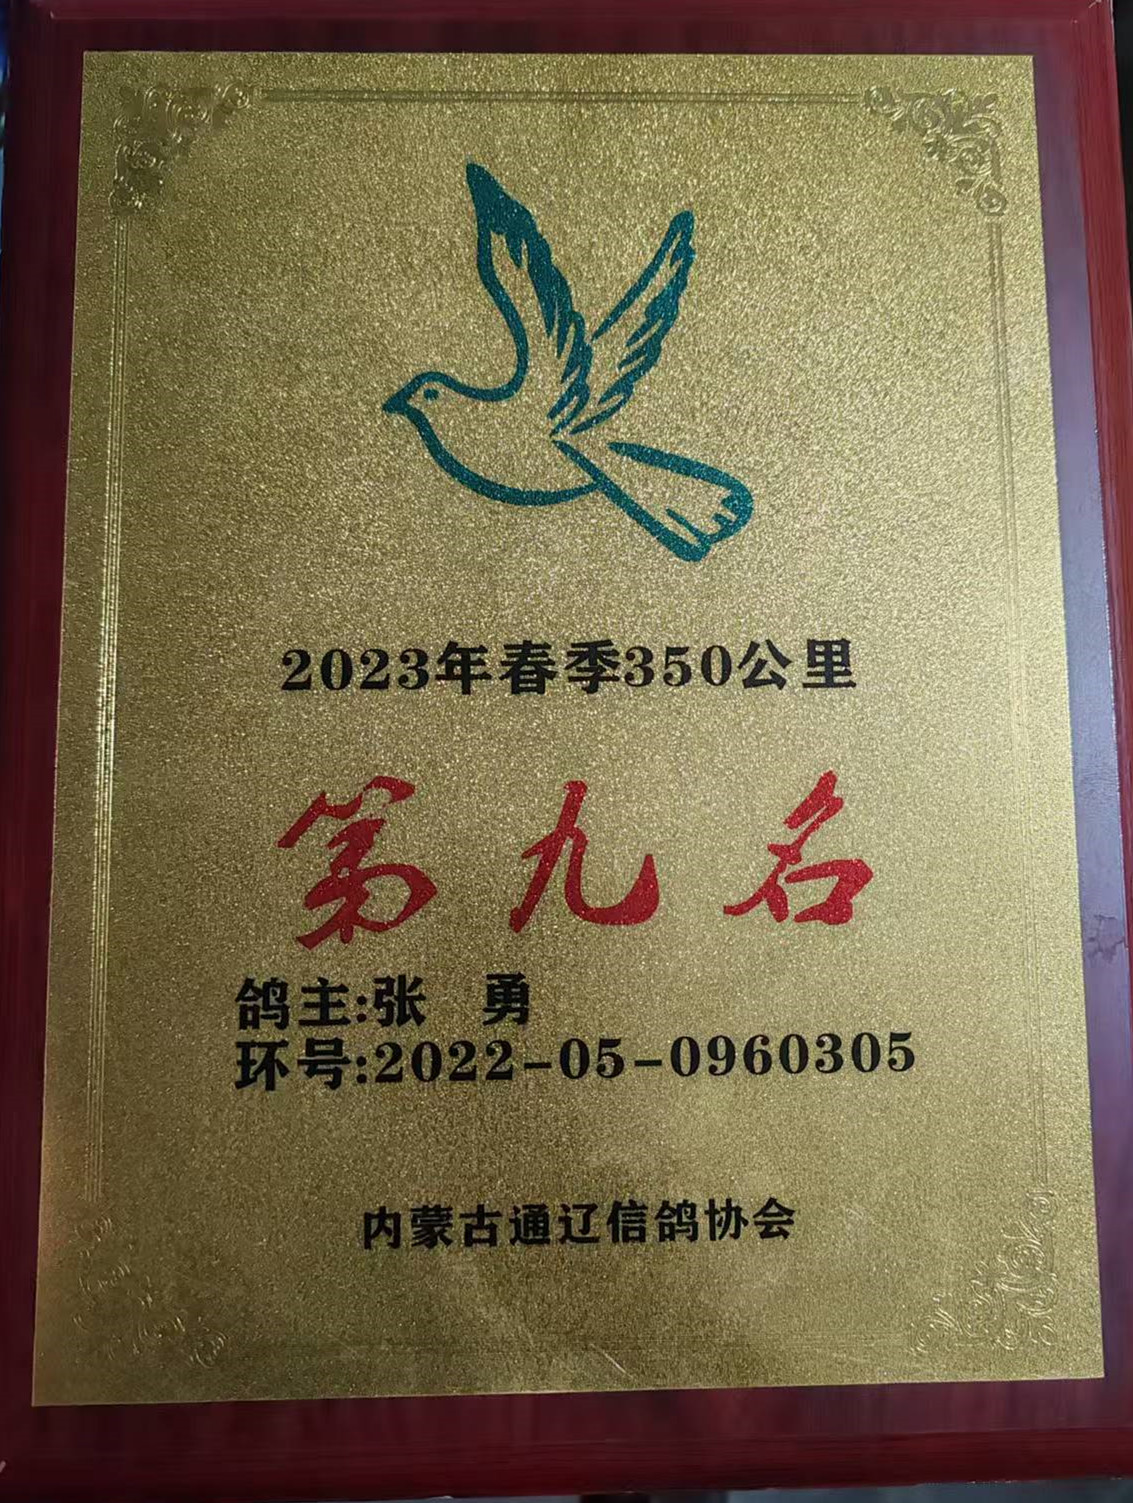 2023年春季350公里
第九名
鸽主:张 勇
环号:2022-05-0960305
内蒙古通辽信鸽协会